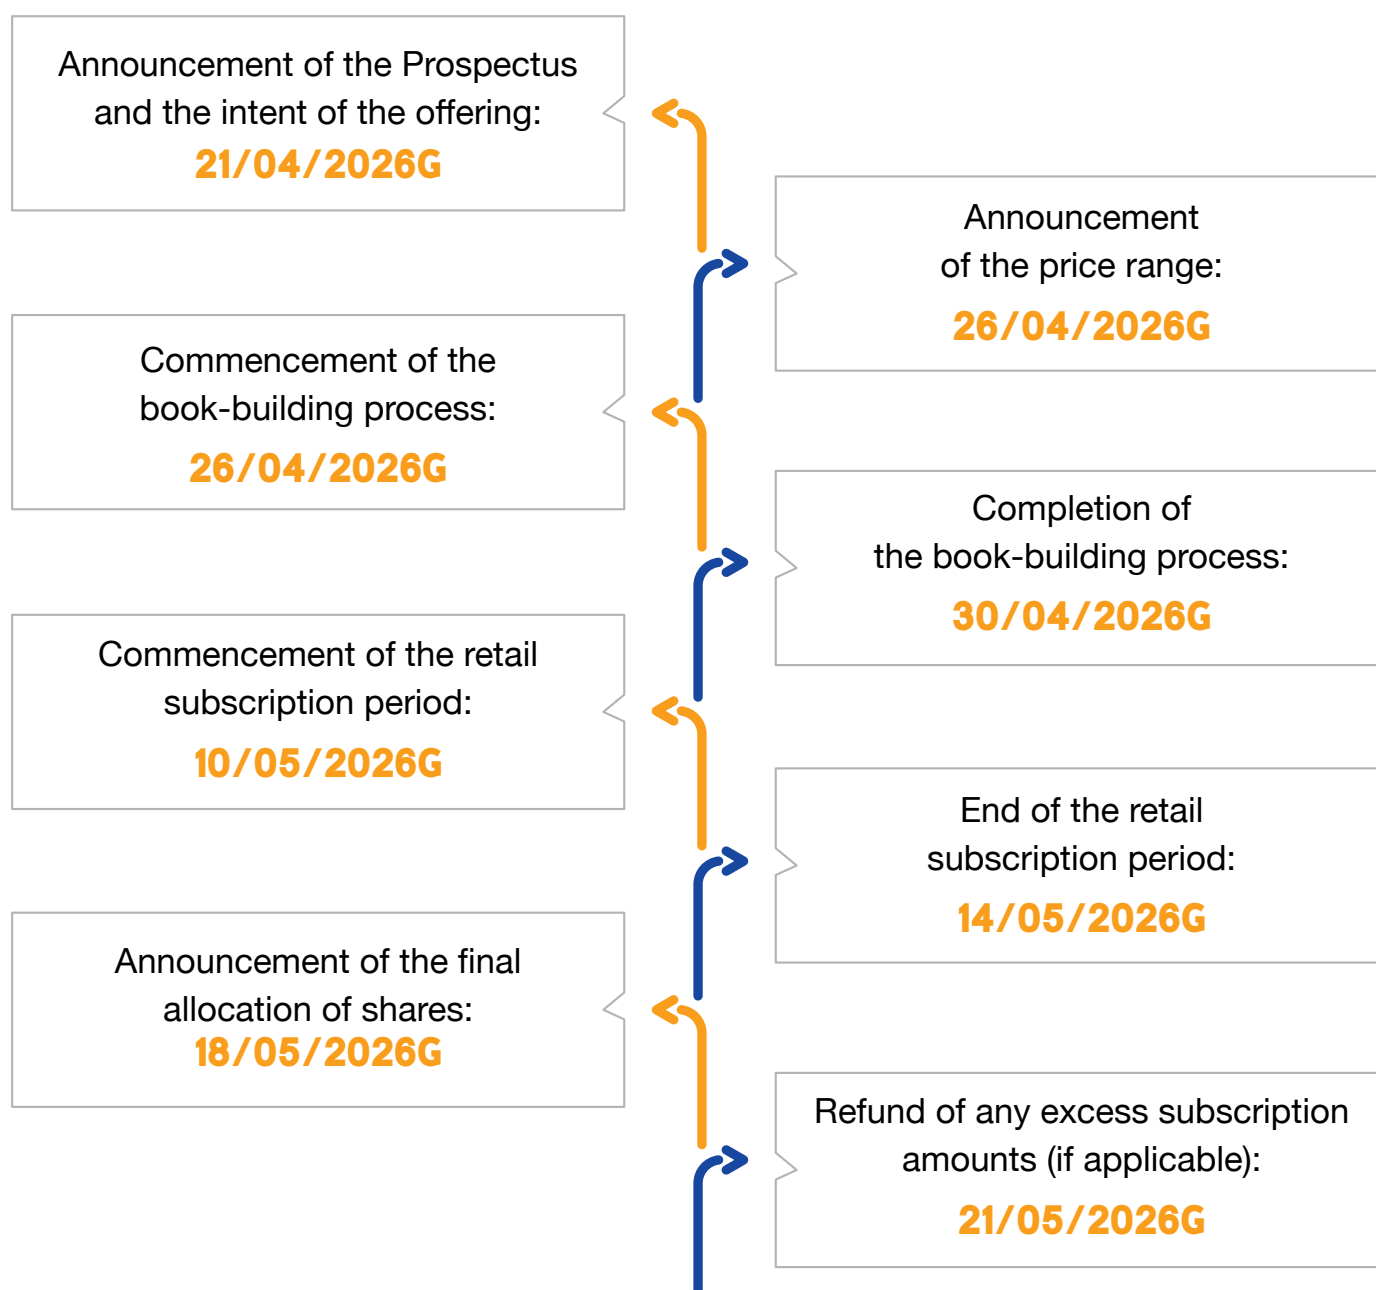 Announcement of the Prospectus
and the intent of the offering:
21/04/2026G
Announcement
of the price range:
26/04/2026G
Commencement of the
book-building process:
26/04/2026G
Completion of
the book-building process:
30/04/2026G
Commencement of the retail
subscription period:
10/05/2026G
End of the retail
subscription period:
14/05/2026G
Announcement of the final
allocation of shares:
18/05/2026G
Refund of any excess subscription
amounts (if applicable):
21/05/2026G